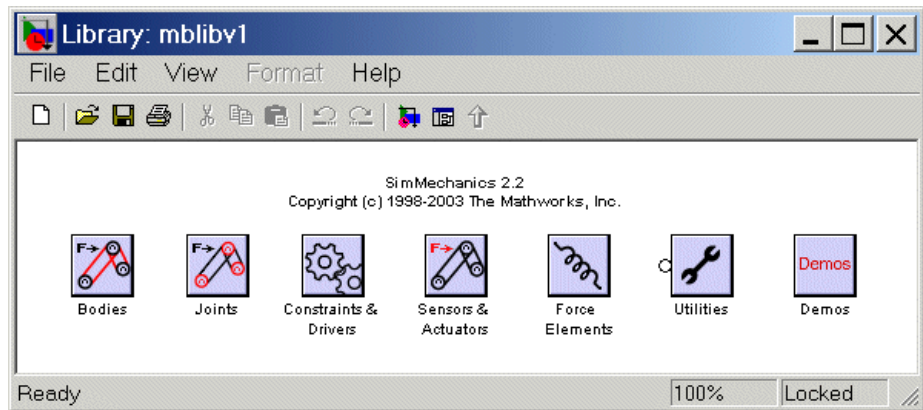 Library: mblibv1
File Edit View Format Help
SimMechanics 2.2
Copyright (c) 1998-2003 The Mathworks, Inc.
F→ F→ F→ Demos
Bodies Joints Constraints & Sensors & Force Utilities Demos
Drivers Actuators Elements
Ready 100% Locked